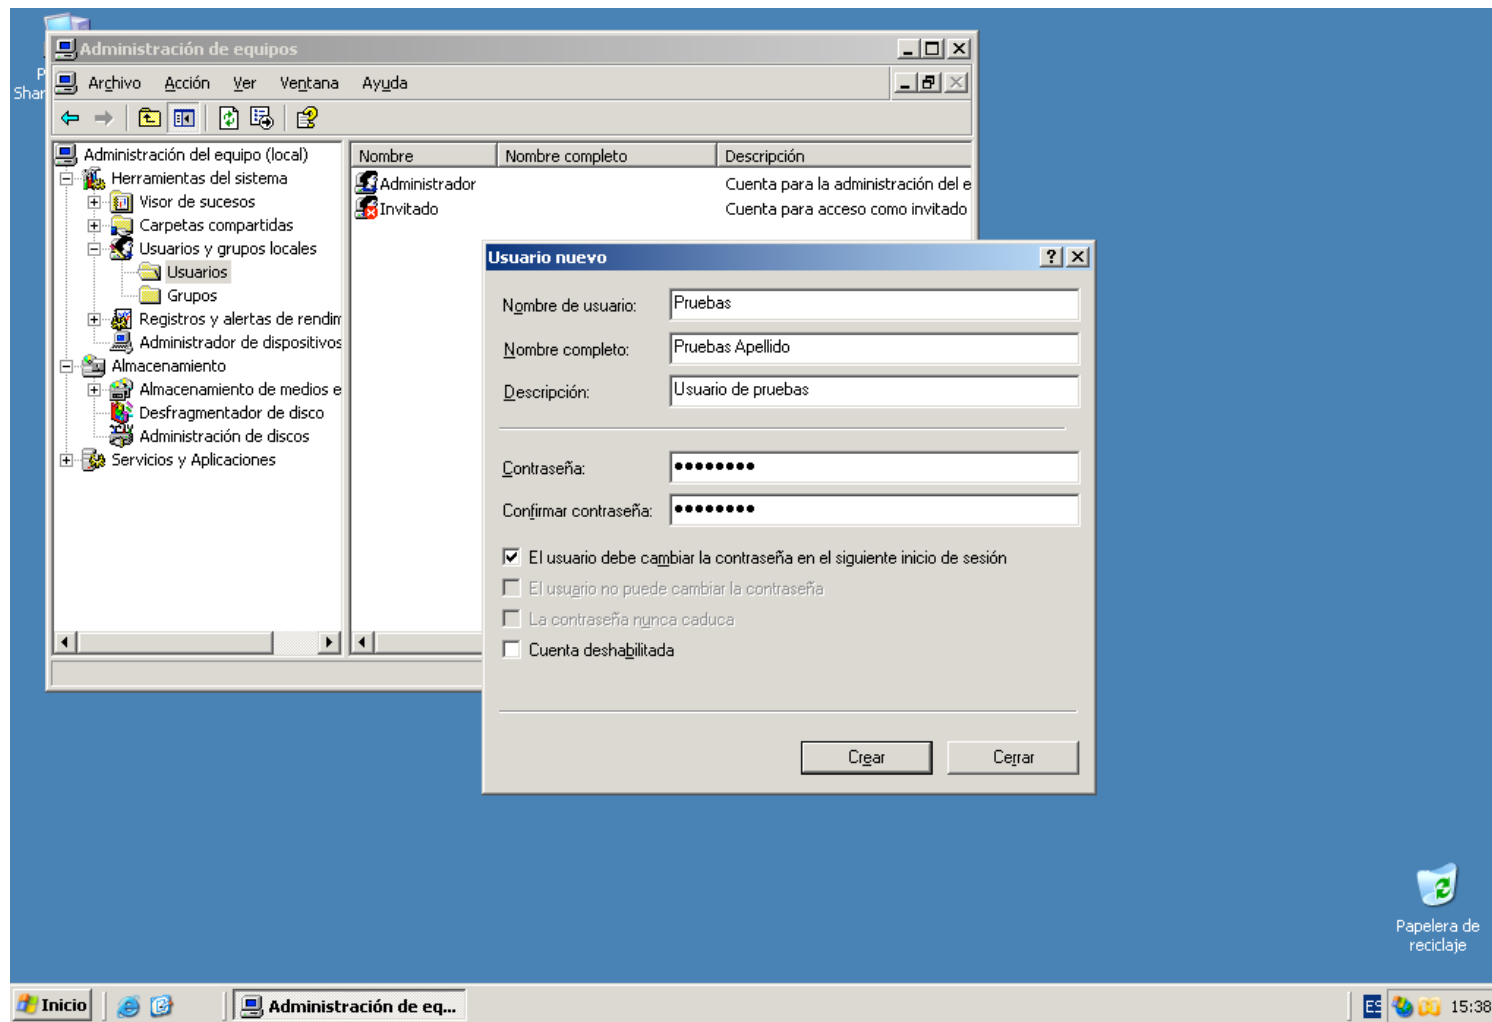 Administración de equipos
P
Shar
Archivo Acción Ver Ventana Ayuda
Administración del equipo (local)
Herramientas del sistema
Visor de sucesos
Carpetas compartidas
Usuarios y grupos locales
Usuarios
Grupos
Registros y alertas de rendim
Administrador de dispositivos
Almacenamiento
Almacenamiento de medios e
Desfragmentador de disco
Administración de discos
Servicios y Aplicaciones
Nombre Nombre completo Descripción
Administrador Cuenta para la administración del e
Invitado Cuenta para acceso como invitado
Usuario nuevo
Nombre de usuario: Pruebas
Nombre completo: Pruebas Apellido
Descripción: Usuario de pruebas
Contraseña: ••••••••
Confirmar contraseña: ••••••••
El usuario debe cambiar la contraseña en el siguiente inicio de sesión
El usuario no puede cambiar la contraseña
La contraseña nunca caduca
Cuenta deshabilitada
Crear Cerrar
Papelera de
reciclaje
Inicio Administración de eq... ES 15:38